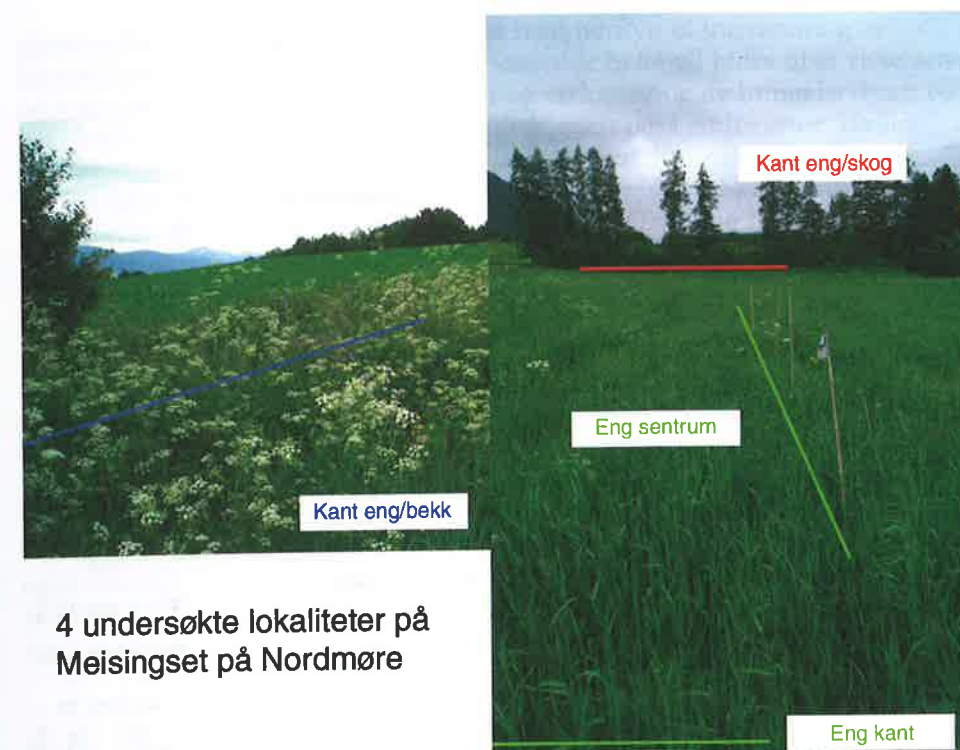 Kant eng/skog
Eng sentrum
Kant eng/bekk
4 undersøkte lokaliteter på
Meisingset på Nordmøre
Eng kant